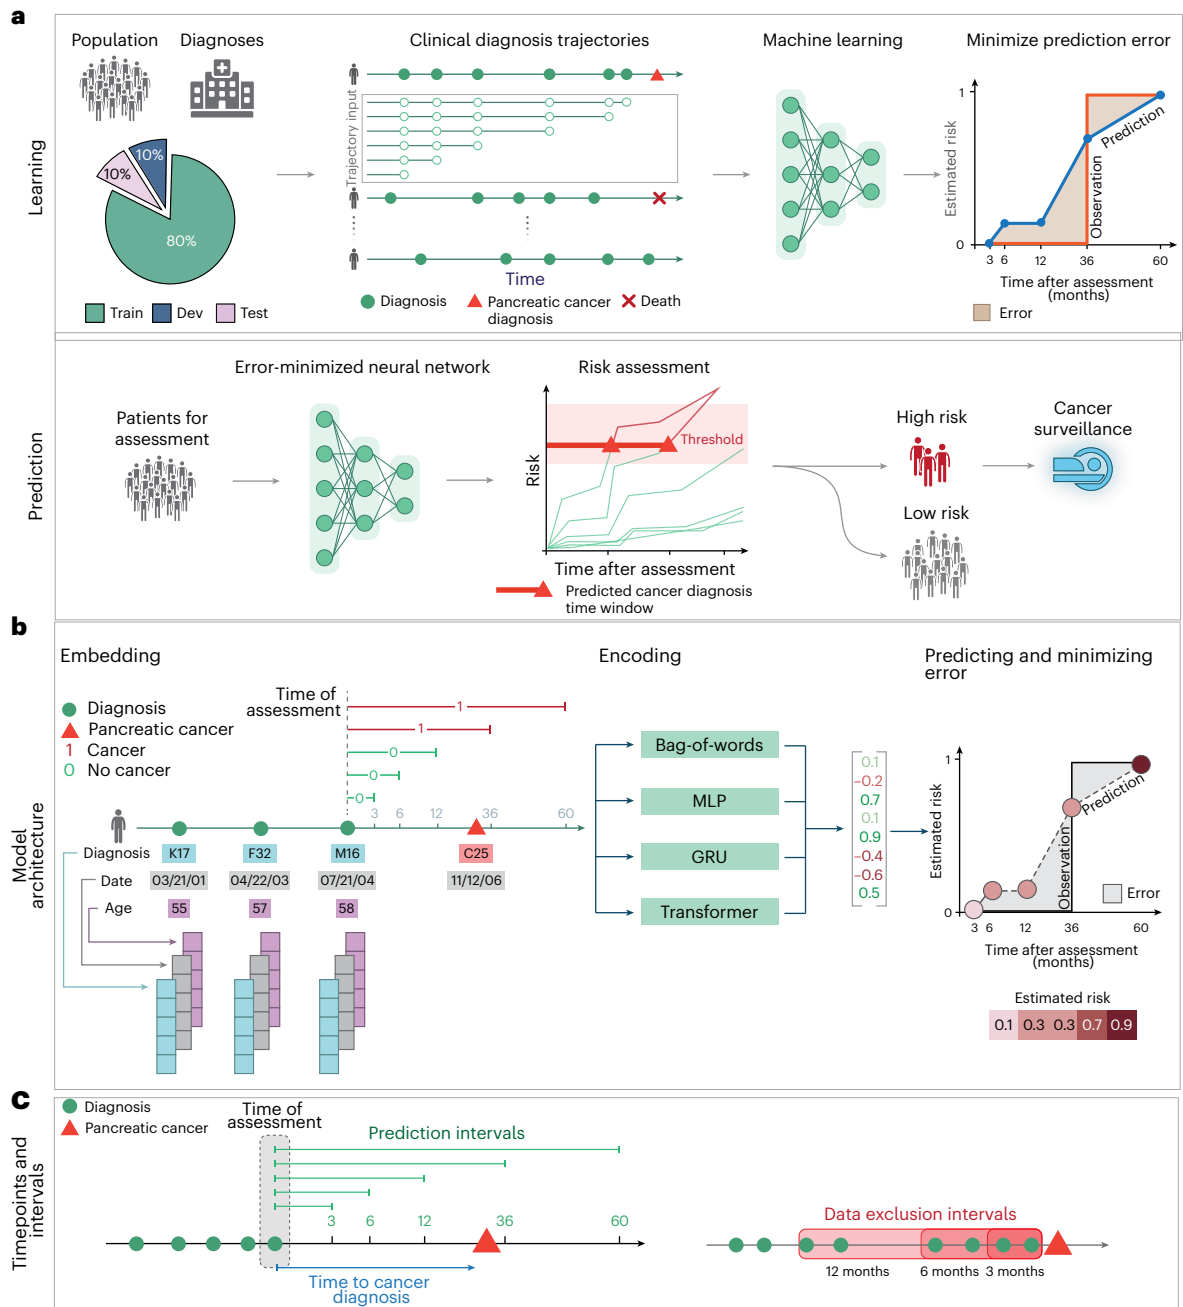 a
Learning
Population
Diagnoses
10%
10%
80%
Train
Dev
Test
Clinical diagnosis trajectories
Trajectory input
Time
Diagnosis
Pancreatic cancer
diagnosis
Death
Machine learning
Minimize prediction error
Estimated risk
1
0
Prediction
Observation
3 6 12 36 60
Time after assessment
(months)
Error
Prediction
Error-minimized neural network
Patients for
assessment
Risk assessment
Risk
Threshold
Time after assessment
Predicted cancer diagnosis
time window
High risk
Low risk
Cancer
surveillance
b
Model
architecture
Embedding
Diagnosis
Pancreatic cancer
1 Cancer
0 No cancer
Time of
assessment
1
1
0
0
0
3 6 12 36 60
Diagnosis K17 F32 M16 C25
Date 03/21/01 04/22/03 07/21/04 11/12/06
Age 55 57 58
Encoding
Bag-of-words
MLP
GRU
Transformer
0.1
−0.2
0.7
0.1
0.9
−0.4
−0.6
0.5
Predicting and minimizing
error
Estimated risk
1
0
Prediction
Observation
Error
3 6 12 36 60
Time after assessment
(months)
Estimated risk
0.1 0.3 0.3 0.7 0.9
c
Timepoints and
intervals
Diagnosis
Pancreatic cancer
Time of
assessment
Prediction intervals
3 6 12 36 60
Time to cancer
diagnosis
Data exclusion intervals
12 months 6 months 3 months